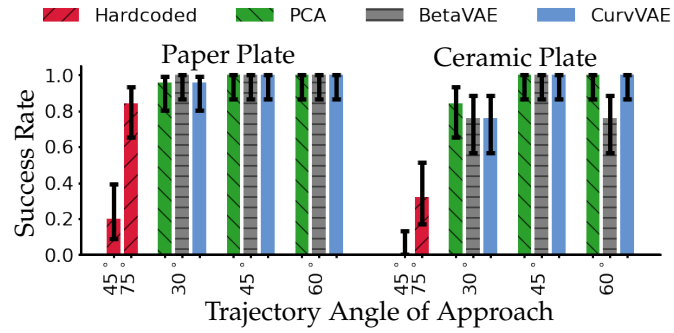 Hardcoded PCA BetaVAE CurvVAE
Paper Plate Ceramic Plate
Success Rate
1.0
0.8
0.6
0.4
0.2
0.0
45° 75° 30° 45° 60° 45° 75° 30° 45° 60°
Trajectory Angle of Approach